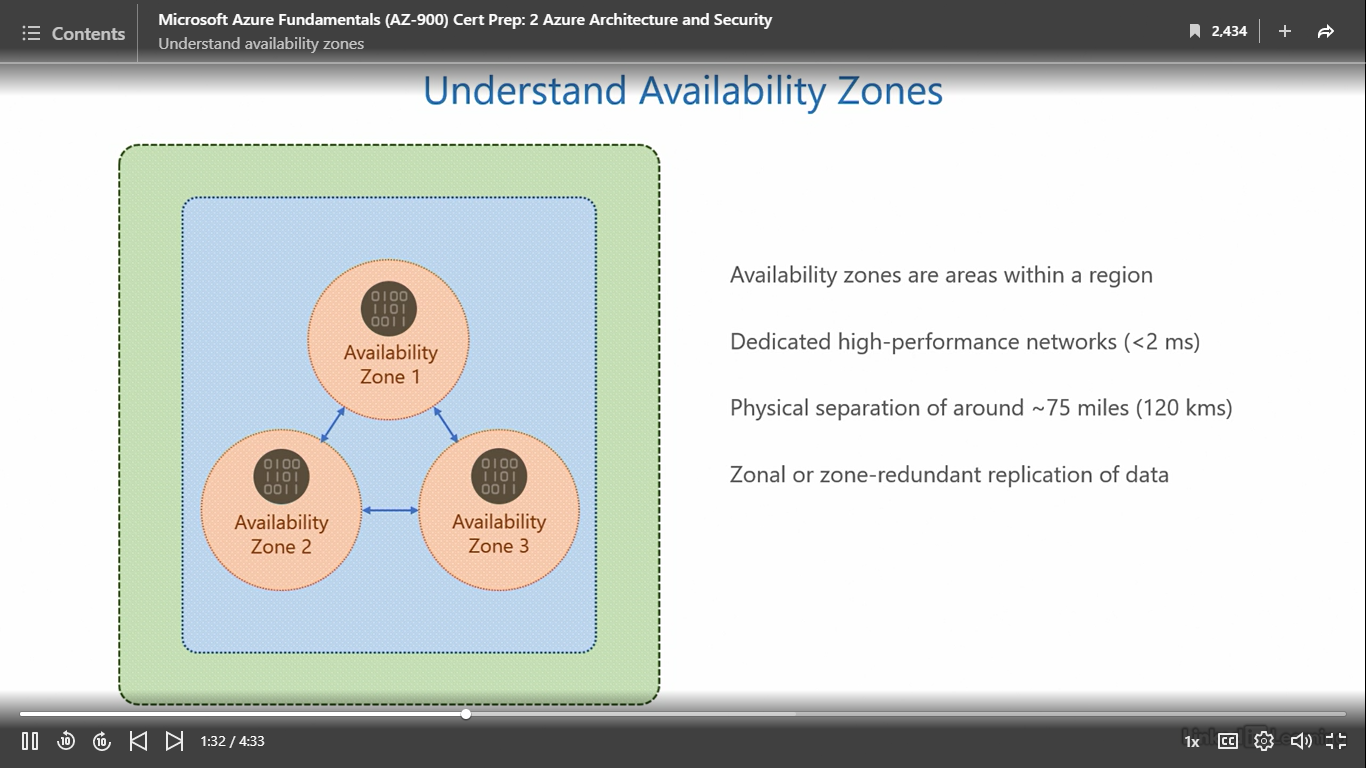 Contents
Microsoft Azure Fundamentals (AZ-900) Cert Prep: 2 Azure Architecture and Security
Understand availability zones
2,434
Understand Availability Zones
0100
1101
0011
Availability
Zone 1
0100
1101
0011
Availability
Zone 2
0100
1101
0011
Availability
Zone 3
Availability zones are areas within a region
Dedicated high-performance networks (<2 ms)
Physical separation of around ~75 miles (120 kms)
Zonal or zone-redundant replication of data
10
10
1:32 / 4:33
1x
CC